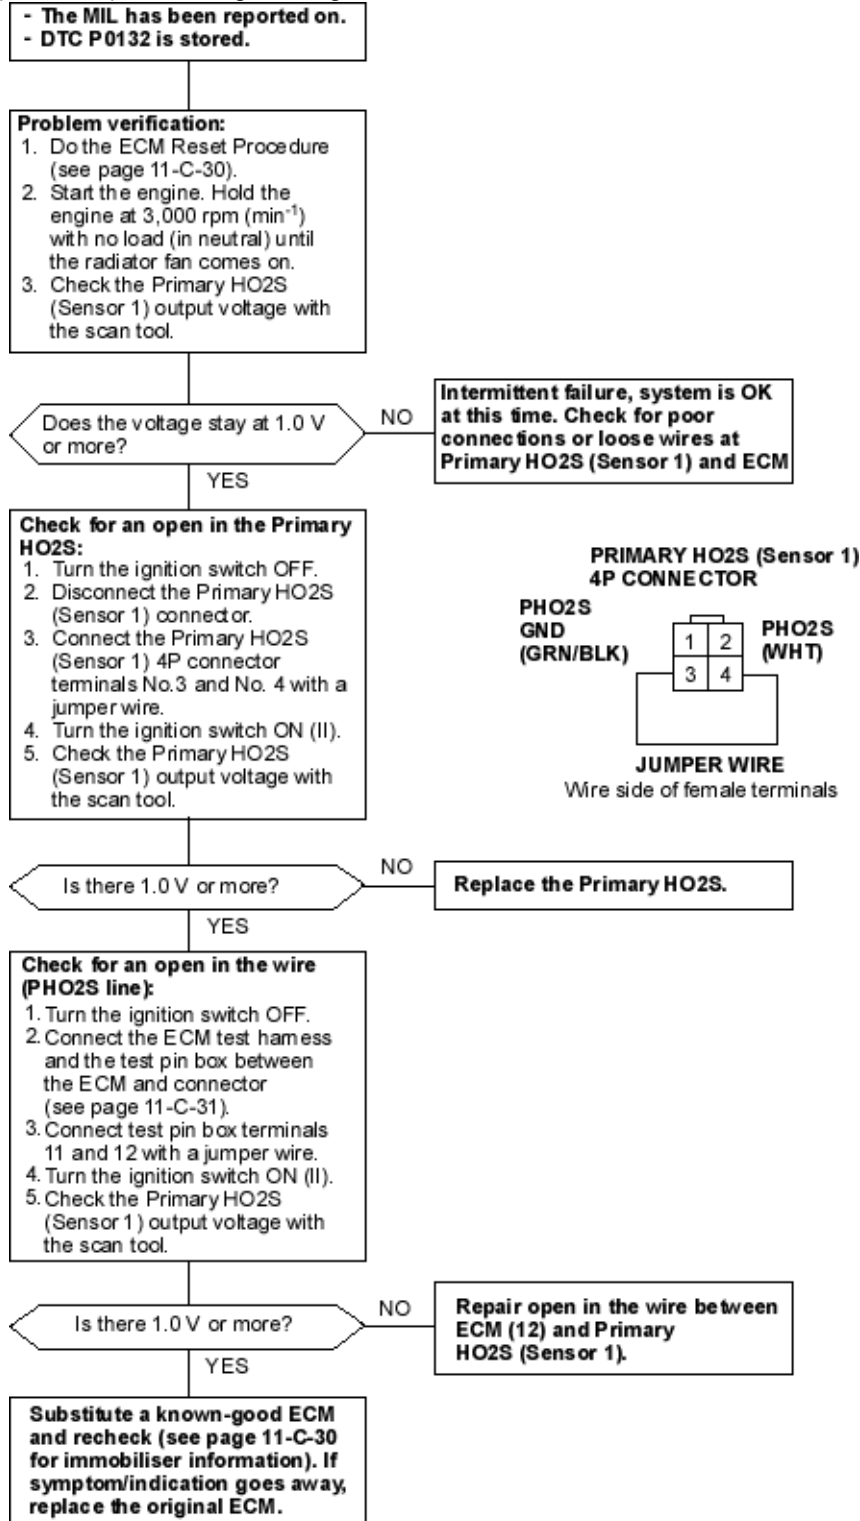 - The MIL has been reported on.
- DTC P0132 is stored.
Problem verification:
1. Do the ECM Reset Procedure
(see page 11-C-30).
2. Start the engine. Hold the
engine at 3,000 rpm (min-1)
with no load (in neutral) until
the radiator fan comes on.
3. Check the Primary HO2S
(Sensor 1) output voltage with
the scan tool.
Does the voltage stay at 1.0 V
or more?
NO
Intermittent failure, system is OK
at this time. Check for poor
connections or loose wires at
Primary HO2S (Sensor 1) and ECM
YES
Check for an open in the Primary
HO2S:
1. Turn the ignition switch OFF.
2. Disconnect the Primary HO2S
(Sensor 1) connector.
3. Connect the Primary HO2S
(Sensor 1) 4P connector
terminals No.3 and No. 4 with a
jumper wire.
4. Turn the ignition switch ON (II).
5. Check the Primary HO2S
(Sensor 1) output voltage with
the scan tool.
PRIMARY HO2S (Sensor 1)
4P CONNECTOR
PHO2S
GND
(GRN/BLK)
1 2
3 4
PHO2S
(WHT)
JUMPER WIRE
Wire side of female terminals
Is there 1.0 V or more?
NO
Replace the Primary HO2S.
YES
Check for an open in the wire
(PHO2S line):
1. Turn the ignition switch OFF.
2. Connect the ECM test harness
and the test pin box between
the ECM and connector
(see page 11-C-31).
3. Connect test pin box terminals
11 and 12 with a jumper wire.
4. Turn the ignition switch ON (II).
5. Check the Primary HO2S
(Sensor 1) output voltage with
the scan tool.
Is there 1.0 V or more?
NO
Repair open in the wire between
ECM (12) and Primary
HO2S (Sensor 1).
YES
Substitute a known-good ECM
and recheck (see page 11-C-30
for immobiliser information). If
symptom/indication goes away,
replace the original ECM.